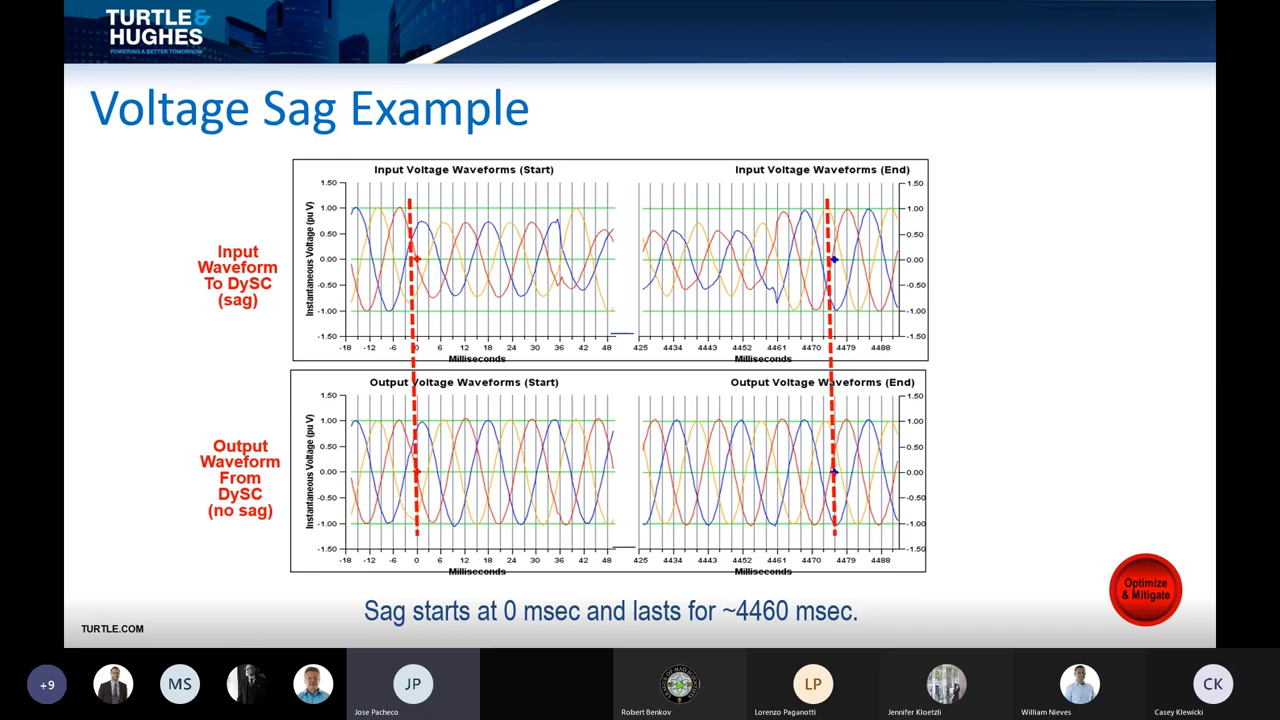 TURTLE&
HUGHES
POWERING A BETTER TOMORROW
Voltage Sag Example
Input
Waveform
To DySC
(sag)
Input Voltage Waveforms (Start)
Instantaneous Voltage (pu V)
1.50
1.00
0.50
0.00
-0.50
-1.00
-1.50
-18 -12 -6 0 6 12 18 24 30 36 42 48
Milliseconds
Input Voltage Waveforms (End)
1.50
1.00
0.50
0.00
-0.50
-1.00
-1.50
425 4434 4443 4452 4461 4470 4479 4488
Milliseconds
Output
Waveform
From
DySC
(no sag)
Output Voltage Waveforms (Start)
Instantaneous Voltage (pu V)
1.50
1.00
0.50
0.00
-0.50
-1.00
-1.50
-18 -12 -6 0 6 12 18 24 30 36 42 48
Milliseconds
Output Voltage Waveforms (End)
1.50
1.00
0.50
0.00
-0.50
-1.00
-1.50
425 4434 4443 4452 4461 4470 4479 4488
Milliseconds
Optimize
& Mitigate
Sag starts at 0 msec and lasts for ~4460 msec.
TURTLE.COM
+9
MS
JP
LP
CK
Jose Pacheco
Robert Benkov
Lorenzo Paganotti
Jennifer Kloetzli
William Nieves
Casey Klewicki